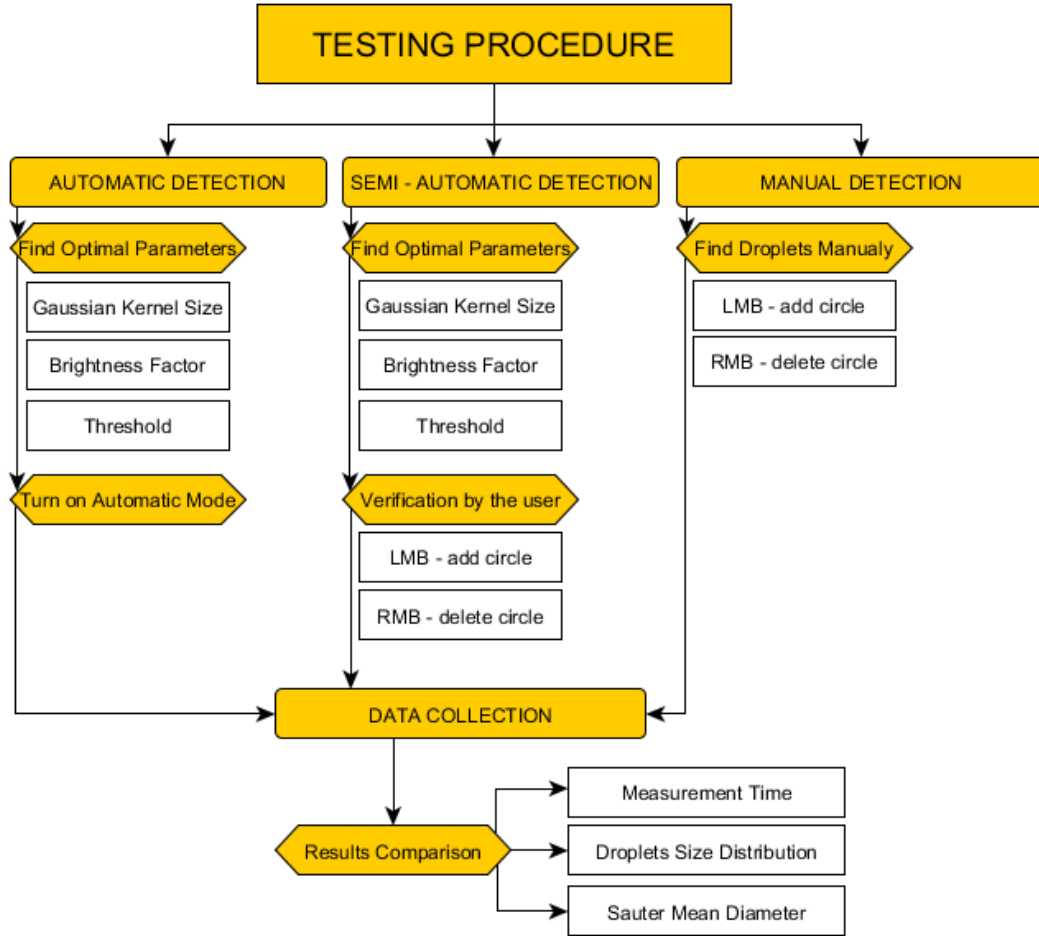 TESTING PROCEDURE
AUTOMATIC DETECTION
SEMI - AUTOMATIC DETECTION
MANUAL DETECTION
Find Optimal Parameters
Find Optimal Parameters
Find Droplets Manualy
Gaussian Kernel Size
Gaussian Kernel Size
LMB - add circle
Brightness Factor
Brightness Factor
RMB - delete circle
Threshold
Threshold
Turn on Automatic Mode
Verification by the user
LMB - add circle
RMB - delete circle
DATA COLLECTION
Measurement Time
Results Comparison
Droplets Size Distribution
Sauter Mean Diameter